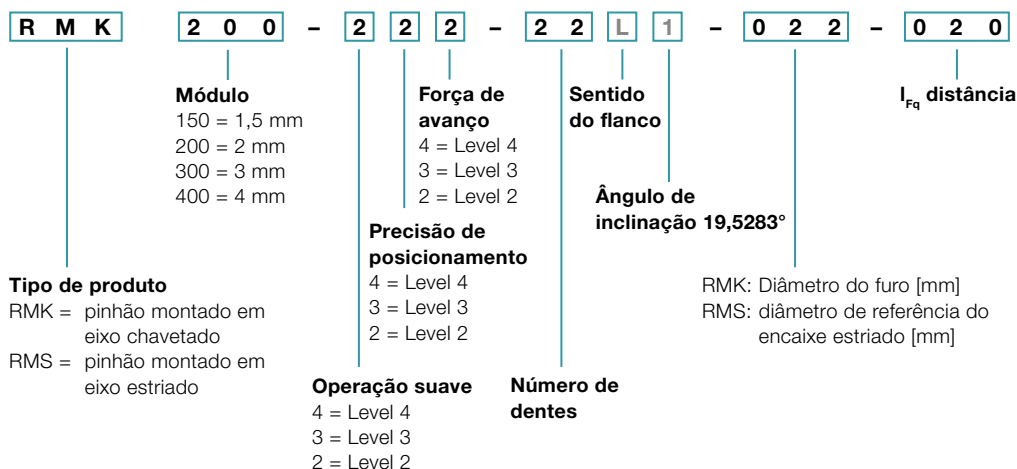 R M K 2 0 0 – 2 2 2 – 2 2 L 1 – 0 2 2 – 0 2 0
Módulo
150 = 1,5 mm
200 = 2 mm
300 = 3 mm
400 = 4 mm
Força de
avanço
4 = Level 4
3 = Level 3
2 = Level 2
Sentido
do flanco
l_Fq distância
Ângulo de
inclinação 19,5283°
Precisão de
posicionamento
4 = Level 4
3 = Level 3
2 = Level 2
Tipo de produto
RMK = pinhão montado em
eixo chavetado
RMS = pinhão montado em
eixo estriado
RMK: Diâmetro do furo [mm]
RMS: diâmetro de referência do
encaixe estriado [mm]
Operação suave
4 = Level 4
3 = Level 3
2 = Level 2
Número de
dentes